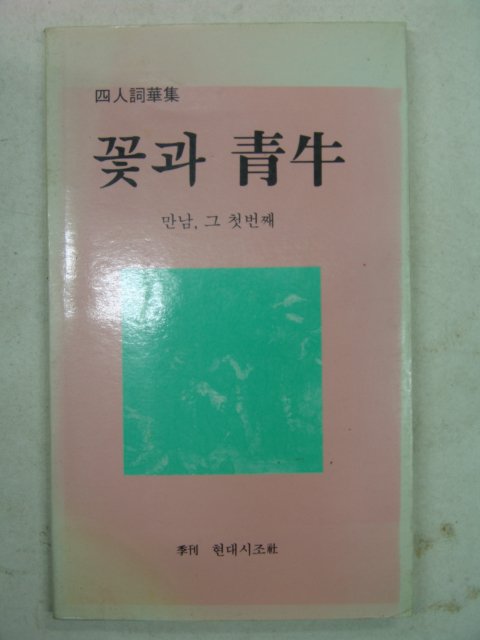 四人詞華集
꽃과 靑牛
만남, 그 첫번째
季刊 현대시조社